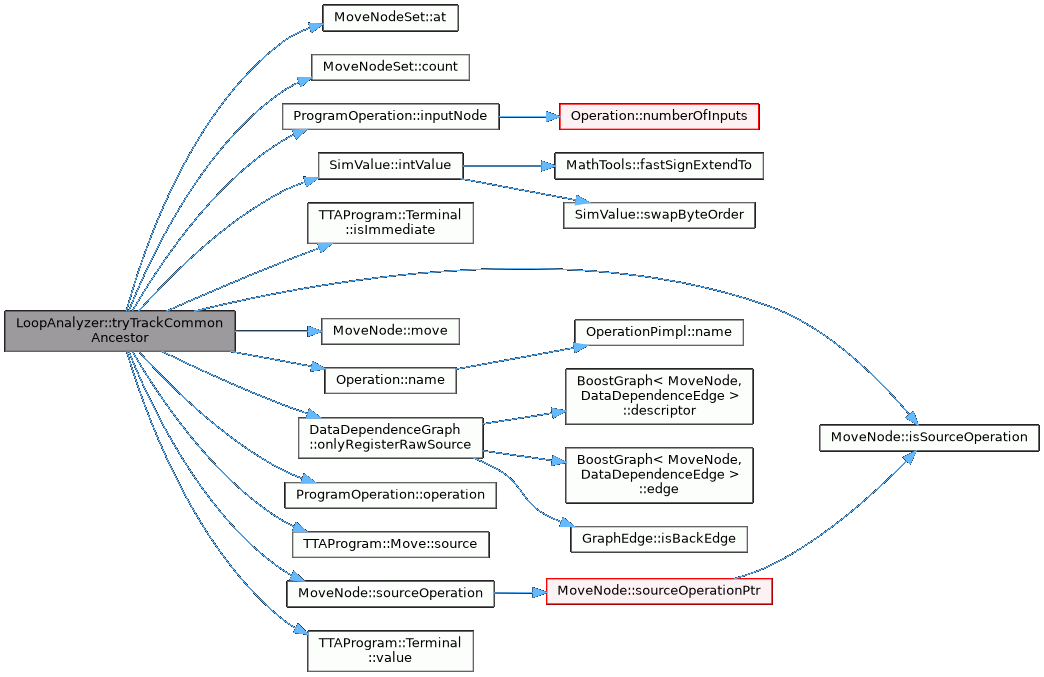 MoveNodeSet::at
MoveNodeSet::count
ProgramOperation::inputNode
Operation::numberOfInputs
SimValue::intValue
MathTools::fastSignExtendTo
SimValue::swapByteOrder
TTAProgram::Terminal
::isImmediate
LoopAnalyzer::tryTrackCommon
Ancestor
MoveNode::move
OperationPimpl::name
Operation::name
BoostGraph< MoveNode,
DataDependenceEdge >
::descriptor
DataDependenceGraph
::onlyRegisterRawSource
MoveNode::isSourceOperation
BoostGraph< MoveNode,
DataDependenceEdge >
::edge
ProgramOperation::operation
GraphEdge::isBackEdge
TTAProgram::Move::source
MoveNode::sourceOperation
MoveNode::sourceOperationPtr
TTAProgram::Terminal
::value